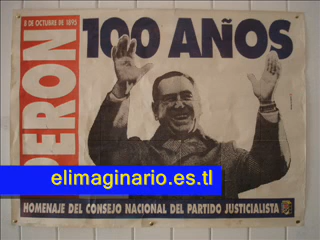 8 DE OCTUBRE DE 1895
PERON
100 AÑOS
elimaginario.es.tl
HOMENAJE DEL CONSEJO NACIONAL DEL PARTIDO JUSTICIALISTA